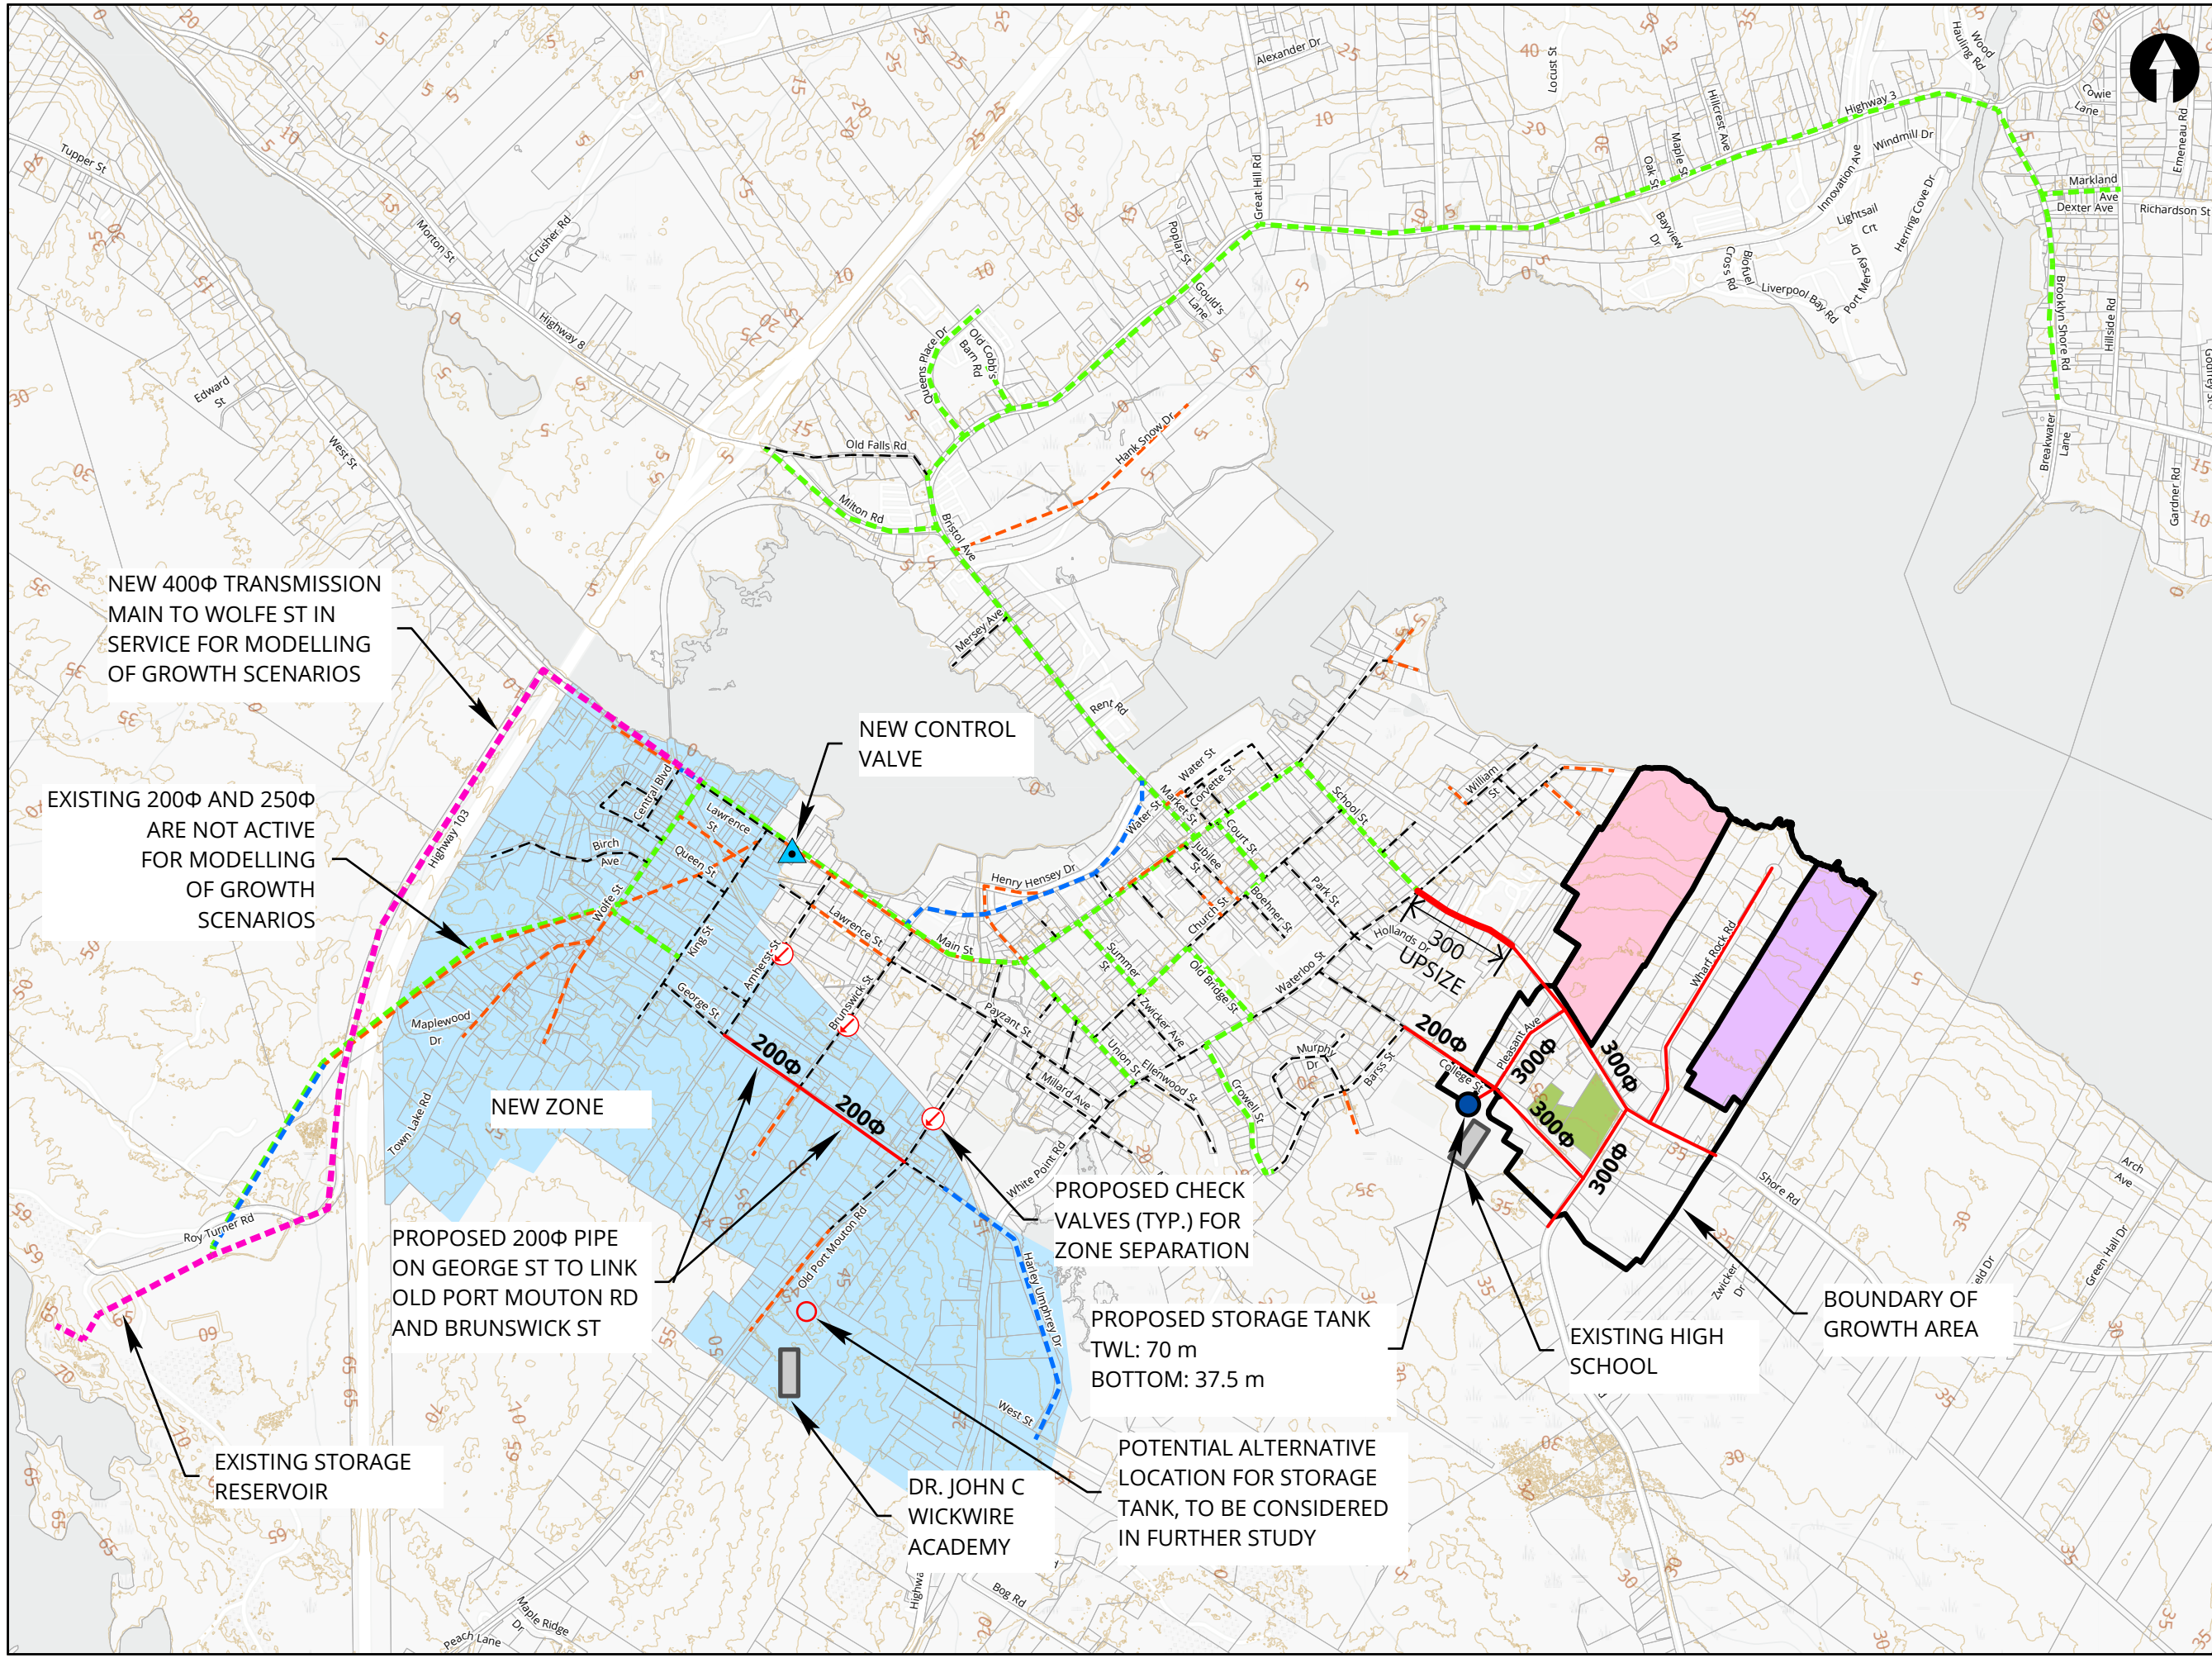 NEW 400Φ TRANSMISSION
MAIN TO WOLFE ST IN
SERVICE FOR MODELLING
OF GROWTH SCENARIOS
EXISTING 200Φ AND 250Φ
ARE NOT ACTIVE
FOR MODELLING
OF GROWTH
SCENARIOS
NEW CONTROL
VALVE
NEW ZONE
PROPOSED 200Φ PIPE
ON GEORGE ST TO LINK
OLD PORT MOUTON RD
AND BRUNSWICK ST
EXISTING STORAGE
RESERVOIR
DR. JOHN C
WICKWIRE
ACADEMY
PROPOSED CHECK
VALVES (TYP.) FOR
ZONE SEPARATION
PROPOSED STORAGE TANK
TWL: 70 m
BOTTOM: 37.5 m
POTENTIAL ALTERNATIVE
LOCATION FOR STORAGE
TANK, TO BE CONSIDERED
IN FURTHER STUDY
EXISTING HIGH
SCHOOL
BOUNDARY OF
GROWTH AREA
300
UPSIZE
200Φ
200Φ
200Φ
300Φ
300Φ
300Φ
300Φ
Tupper St
Morton St
Crusher Rd
Highway 8
Edward
St
West St
Highway 103
Alexander Dr
Great Hill Rd
Locust St
Hillcrest Ave
Maple St
Oak St
Highway 3
Windmill Dr
Innovation Ave
Wood
Hauling Rd
Cowie
Lane
Emeneau Rd
Markland
Ave
Dexter Ave
Richardson St
Lightsail
Crt
Herring Cove Dr
Port Mersey
Dr
Liverpool Bay Rd
Biofuel
Cross Rd
Bayview
Dr
Brooklyn Shore Rd
Hillside Rd
Breakwater
Lane
Gardner Rd
Poplar St
Gould's
Lane
Queens Place Dr
Old Cobb's
Barn Rd
Old Falls Rd
Hank Snow Dr
Milton Rd
Bristol Ave
Mersey Ave
Rent Rd
Water St
Corvette St
Market St
Water St
Court St
Jubilee
St
School St
William
St
Boehner St
Park St
Church St
Hollands Dr
Waterloo St
Henry Hensey Dr
Main St
Lawrence St
Lawrence
St
Central Blvd
Birch
Ave
Queen St
Wolfe St
King St
Amherst St
George St
Brunswick St
Payzant St
Summer
St
Old Bridge St
Zwicker Ave
Union St
Ellenwood St
Millard Ave
Murphy
Dr
Barss St
Crowell St
College St
Pleasant Ave
Wharf Rock Rd
Shore Rd
Arch
Ave
Green Hall Dr
Zwicker
Dr
Maplewood
Dr
Town Lake Rd
Roy Turner Rd
Old Port Mouton Rd
White Point Rd
Harley Umphrey Dr
West St
Bog Rd
Maple Ridge
Dr
Peach Lane